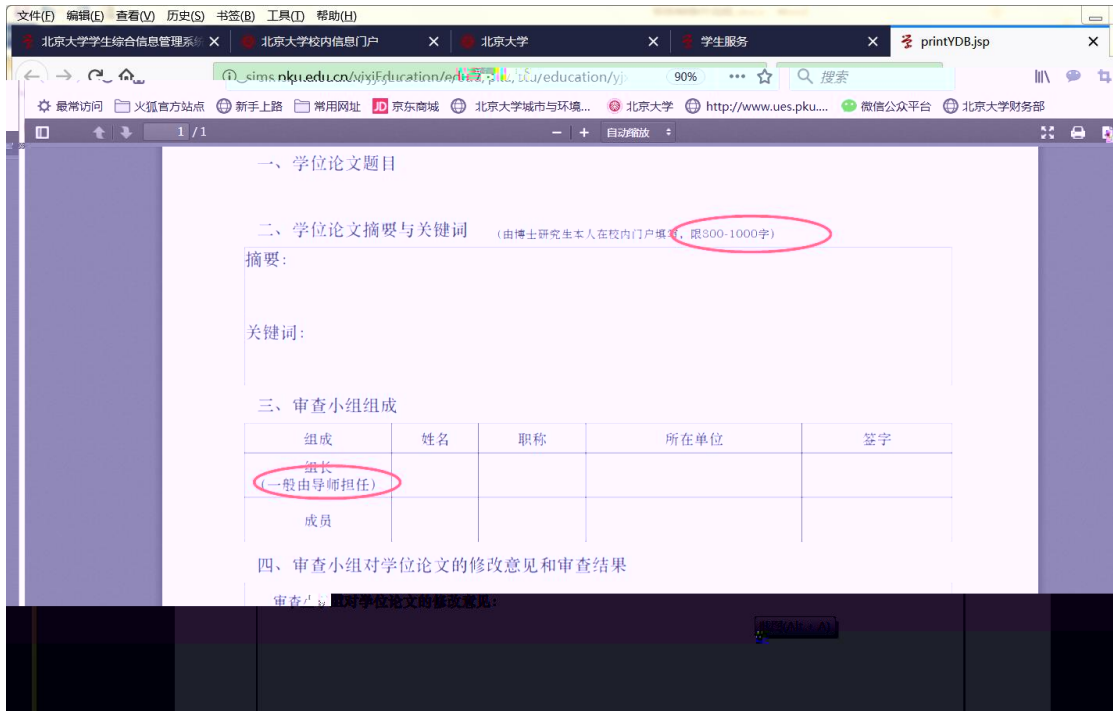 文件(F) 编辑(E) 查看(V) 历史(S) 书签(B) 工具(T) 帮助(H)
北京大学学生综合信息管理系统 北京大学校内信息门户 北京大学 学生服务 printYDB.jsp
90% 搜索
最常访问 火狐官方站点 新手上路 常用网址 JD 京东商城 北京大学城市与环境... 北京大学 http://www.ues.pku.... 微信公众平台 北京大学财务部
1 / 1 自动缩放
一、学位论文题目
二、学位论文摘要与关键词 (由博士研究生本人在校内门户填写, 限800-1000字)
摘要:
关键词:
三、审查小组组成
组成 姓名 职称 所在单位 签字
组长
(一般由导师担任)
成员
四、审查小组对学位论文的修改意见和审查结果
审查小组对学位论文的修改意见: